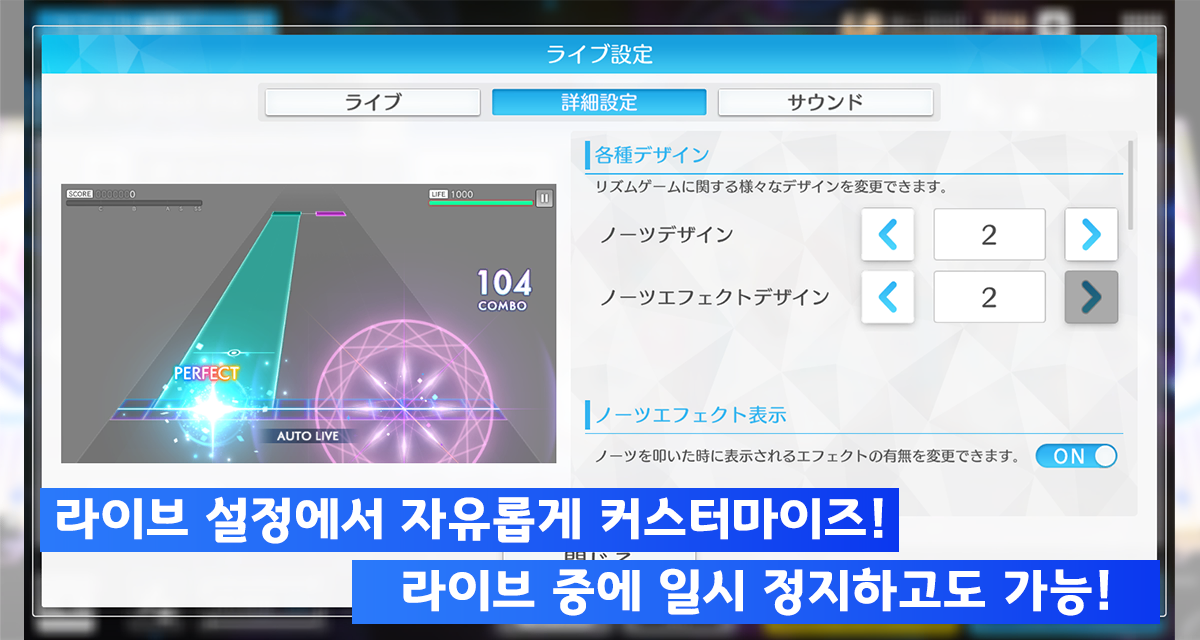 ライブ設定
ライブ
詳細設定
サウンド
各種デザイン
リズムゲームに関する様々なデザインを変更できます。
SCORE 00000000
C B A S SS
LIFE 1000
ノーツデザイン
2
104
COMBO
ノーツエフェクトデザイン
2
PERFECT
AUTO LIVE
ノーツエフェクト表示
ノーツを叩いた時に表示されるエフェクトの有無を変更できます。
ON
라이브 설정에서 자유롭게 커스터마이즈!
라이브 중에 일시 정지하고도 가능!